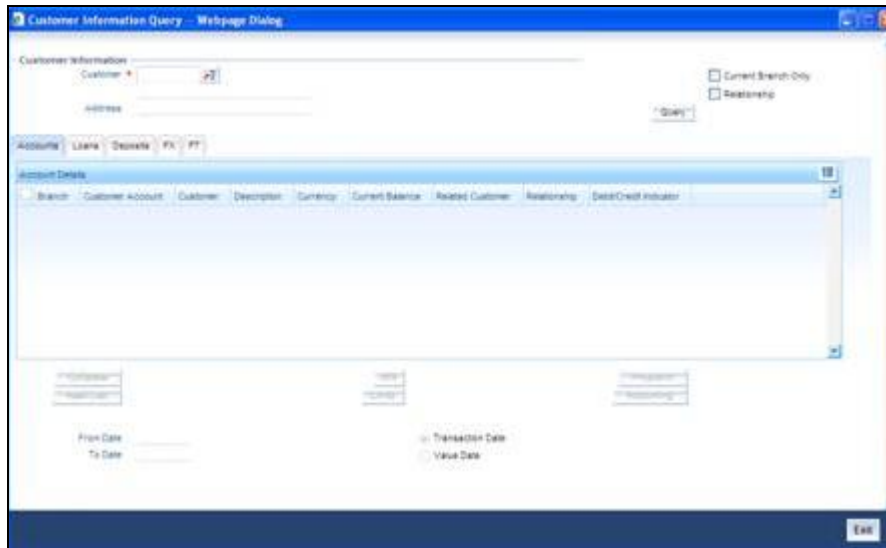 Customer Information Query -- Webpage Dialog
Customer Information
Customer *
Current Branch Only
Relationship
Address
Query
Accounts Loans Deposits FX FT
Account Details
Branch Customer Account Customer Description Currency Current Balance Related Customer Relationship Debit/Credit Indicator
From Date
Transaction Date
To Date
Value Date
Exit